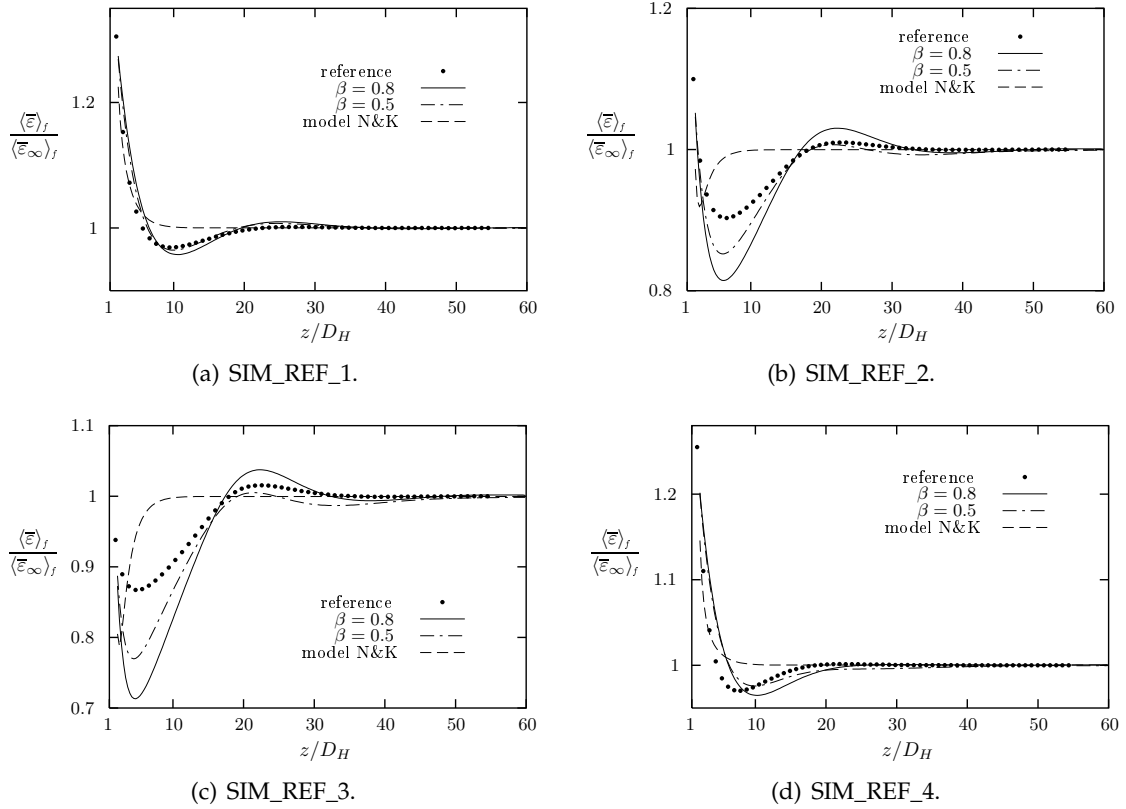 1.2
1
⟨ε̅⟩_f
⟨ε̅_∞⟩_f
reference
β = 0.8
β = 0.5
model N&K
1 10 20 30 40 50 60
z/D_H
(a) SIM_REF_1.
1.2
1
0.8
⟨ε̅⟩_f
⟨ε̅_∞⟩_f
reference
β = 0.8
β = 0.5
model N&K
1 10 20 30 40 50 60
z/D_H
(b) SIM_REF_2.
1.1
1
0.9
0.8
0.7
⟨ε̅⟩_f
⟨ε̅_∞⟩_f
reference
β = 0.8
β = 0.5
model N&K
1 10 20 30 40 50 60
z/D_H
(c) SIM_REF_3.
1.2
1.1
1
⟨ε̅⟩_f
⟨ε̅_∞⟩_f
reference
β = 0.8
β = 0.5
model N&K
1 10 20 30 40 50 60
z/D_H
(d) SIM_REF_4.